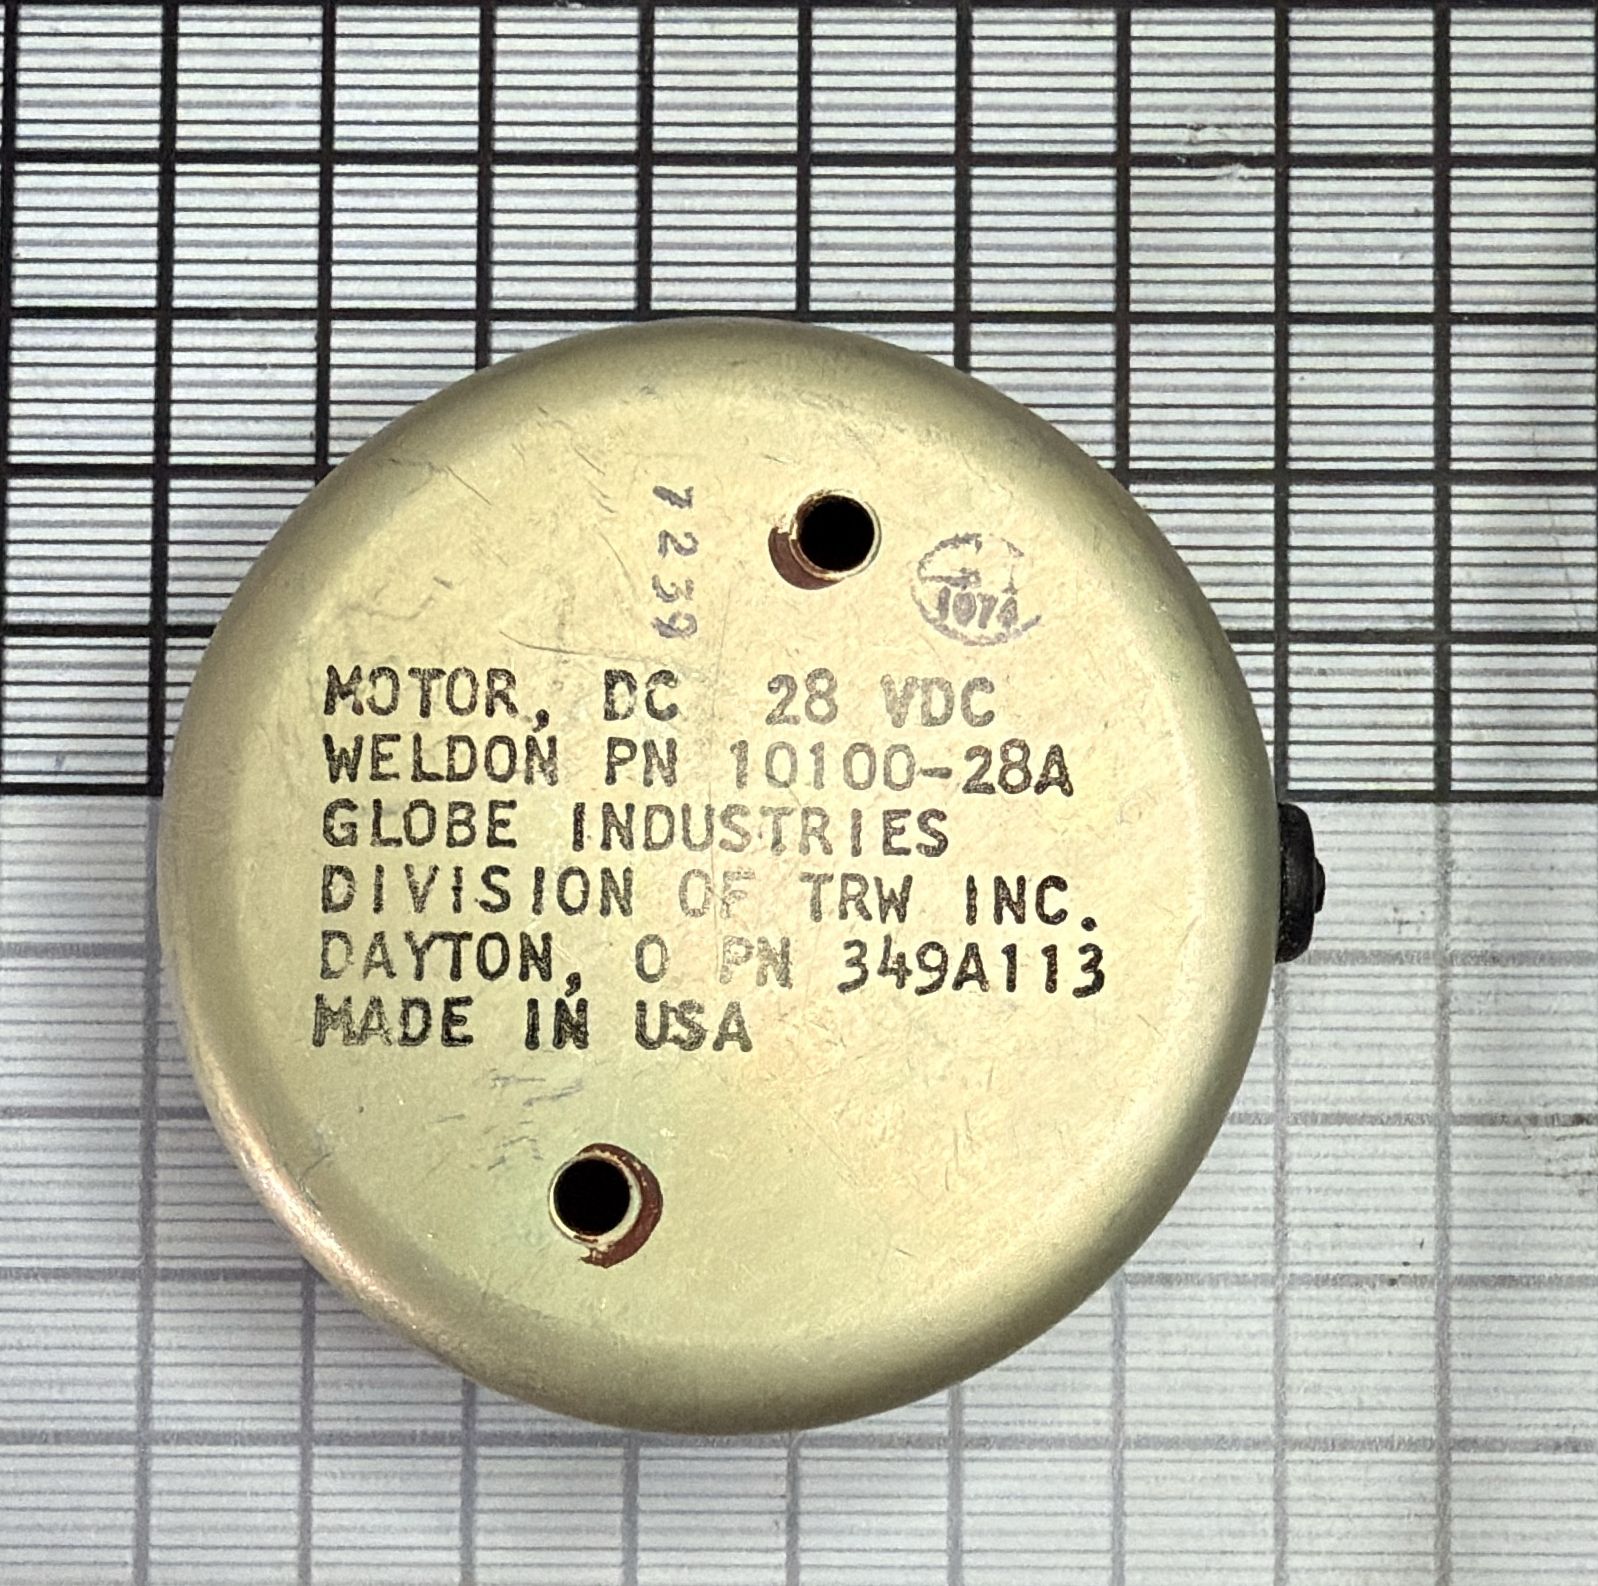 7239
1074
MOTOR, DC 28 VDC
WELDON PN 10100-28A
GLOBE INDUSTRIES
DIVISION OF TRW INC.
DAYTON, O PN 349A113
MADE IN USA